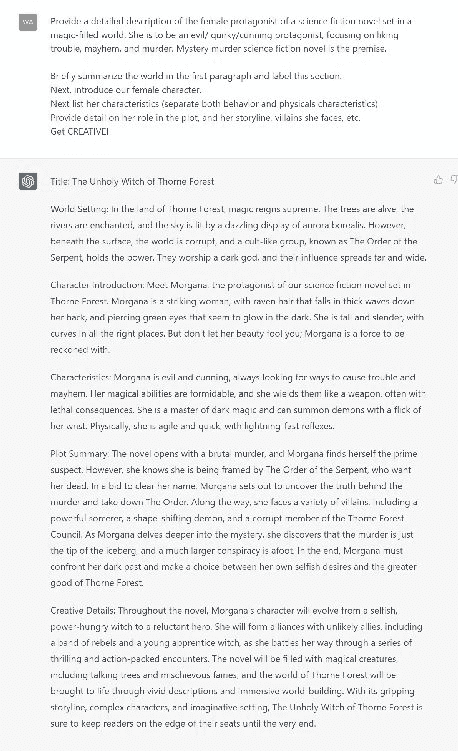 WA
Provide a detailed description of the female protagonist of a science fiction novel set in a
magic-filled world. She is to be an evil/ quirky/cunning protagonist, focusing on liking
trouble, mayhem, and murder. Mystery murder science fiction novel is the premise.
Briefly summarize the world in the first paragraph and label this section.
Next, introduce our female character.
Next list her characteristics (separate both behavior and physicals characteristics)
Provide detail on her role in the plot, and her storyline, villains she faces, etc.
Get CREATIVE!
Title: The Unholy Witch of Thorne Forest
World Setting: In the land of Thorne Forest, magic reigns supreme. The trees are alive, the
rivers are enchanted, and the sky is lit by a dazzling display of aurora borealis. However,
beneath the surface, the world is corrupt, and a cult-like group, known as The Order of the
Serpent, holds the power. They worship a dark god, and their influence spreads far and wide.
Character Introduction: Meet Morgana, the protagonist of our science fiction novel set in
Thorne Forest. Morgana is a striking woman, with raven hair that falls in thick waves down
her back, and piercing green eyes that seem to glow in the dark. She is tall and slender, with
curves in all the right places. But don't let her beauty fool you; Morgana is a force to be
reckoned with.
Characteristics: Morgana is evil and cunning, always looking for ways to cause trouble and
mayhem. Her magical abilities are formidable, and she wields them like a weapon, often with
lethal consequences. She is a master of dark magic and can summon demons with a flick of
her wrist. Physically, she is agile and quick, with lightning-fast reflexes.
Plot Summary: The novel opens with a brutal murder, and Morgana finds herself the prime
suspect. However, she knows she is being framed by The Order of the Serpent, who want
her dead. In a bid to clear her name, Morgana sets out to uncover the truth behind the
murder and take down The Order. Along the way, she faces a variety of villains, including a
powerful sorcerer, a shape-shifting demon, and a corrupt member of the Thorne Forest
Council. As Morgana delves deeper into the mystery, she discovers that the murder is just
the tip of the iceberg, and a much larger conspiracy is afoot. In the end, Morgana must
confront her dark past and make a choice between her own selfish desires and the greater
good of Thorne Forest.
Creative Details: Throughout the novel, Morgana's character will evolve from a selfish,
power-hungry witch to a reluctant hero. She will form alliances with unlikely allies, including
a band of rebels and a young apprentice witch, as she battles her way through a series of
thrilling and action-packed encounters. The novel will be filled with magical creatures,
including talking trees and mischievous fairies, and the world of Thorne Forest will be
brought to life through vivid descriptions and immersive world-building. With its gripping
storyline, complex characters, and imaginative setting, The Unholy Witch of Thorne Forest is
sure to keep readers on the edge of their seats until the very end.